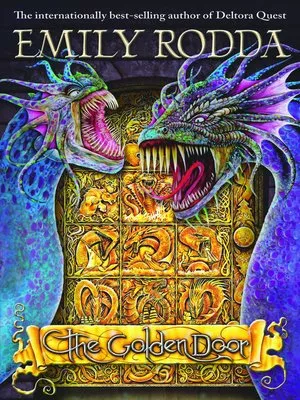 The internationally best-selling author of Deltora Quest
EMILY RODDA
The Golden Door